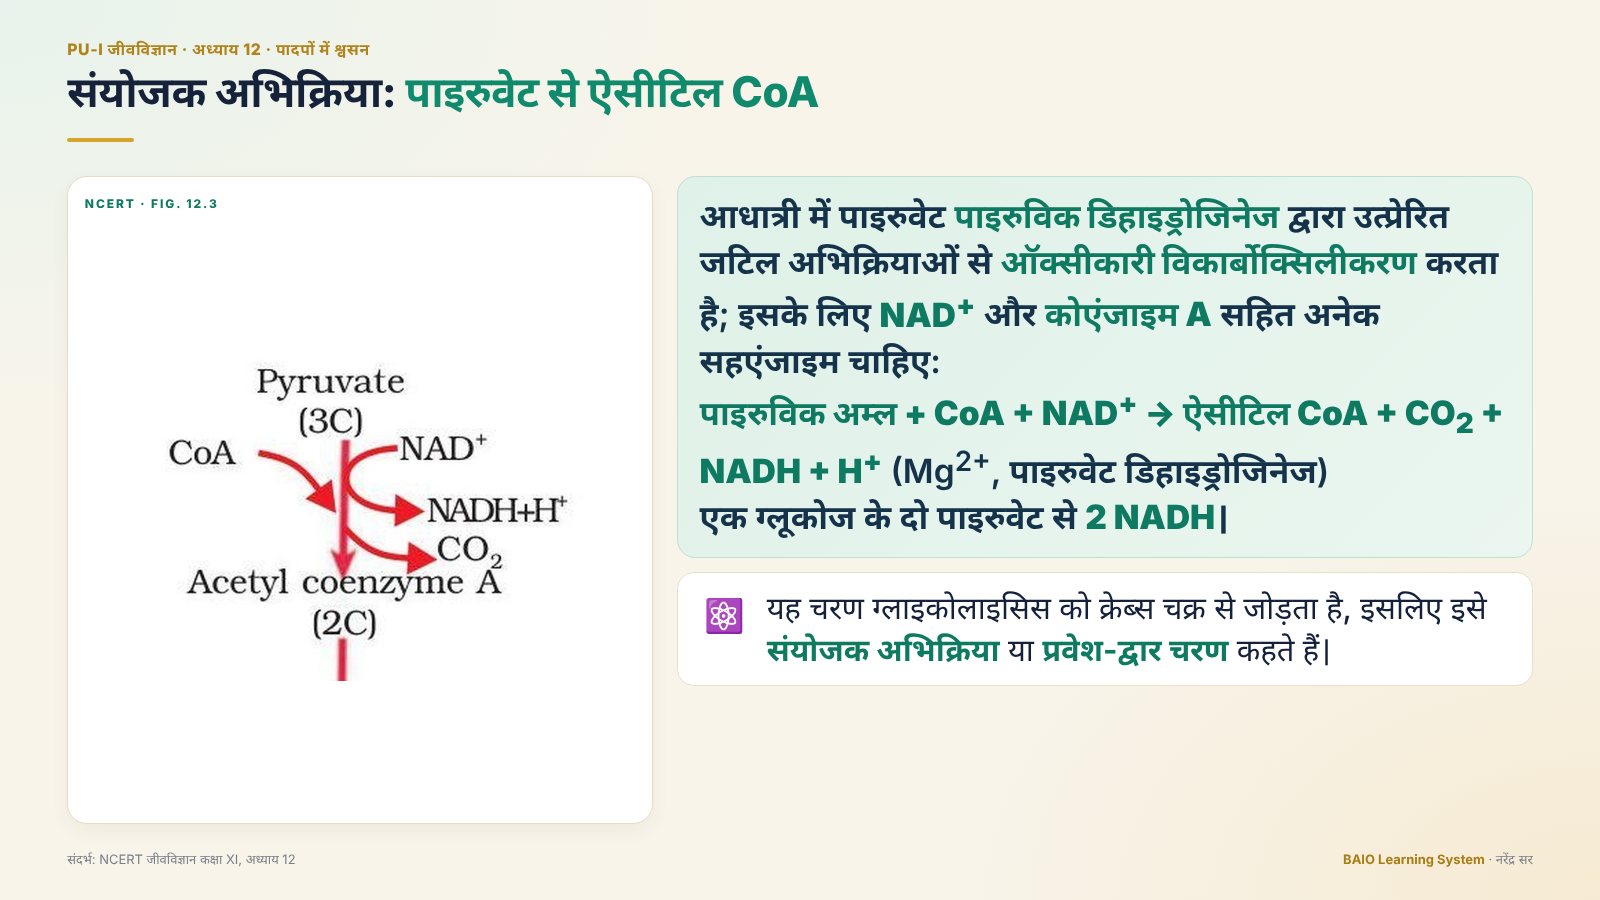 PU-I जीवविज्ञान · अध्याय 12 · पादपों में श्वसन
संयोजक अभिक्रिया: पाइरुवेट से ऐसीटिल CoA
NCERT · FIG. 12.3
Pyruvate
(3C)
CoA
NAD⁺
NADH+H⁺
CO₂
Acetyl coenzyme A
(2C)
आधात्री में पाइरुवेट पाइरुविक डिहाइड्रोजिनेज द्वारा उत्प्रेरित
जटिल अभिक्रियाओं से ऑक्सीकारी विकार्बोक्सिलीकरण करता
है; इसके लिए NAD⁺ और कोएंजाइम A सहित अनेक
सहएंजाइम चाहिए:
पाइरुविक अम्ल + CoA + NAD⁺ → ऐसीटिल CoA + CO₂ +
NADH + H⁺ (Mg²⁺, पाइरुवेट डिहाइड्रोजिनेज)
एक ग्लूकोज के दो पाइरुवेट से 2 NADH|
यह चरण ग्लाइकोलाइसिस को क्रेब्स चक्र से जोड़ता है, इसलिए इसे
संयोजक अभिक्रिया या प्रवेश-द्वार चरण कहते हैं|
संदर्भ: NCERT जीवविज्ञान कक्षा XI, अध्याय 12
BAIO Learning System · नरेंद्र सर